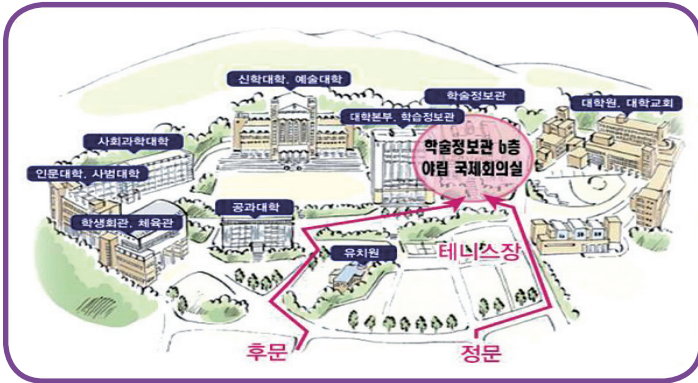 신학대학, 예술대학
학술정보관
대학원, 대학교회
대학본부, 학습정보관
사회과학대학
학술정보관 6층
야립 국제회의실
인문대학, 사범대학
공과대학
학생회관, 체육관
유치원
테니스장
후문
정문